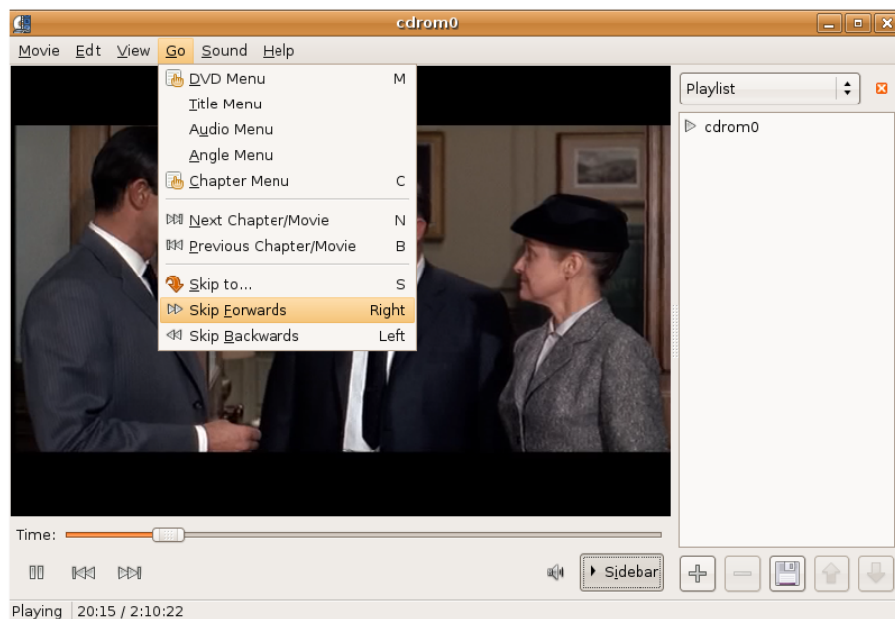 cdrom0
Movie Edt View Go Sound Help
DVD Menu M
Title Menu
Audio Menu
Angle Menu
Chapter Menu C
Next Chapter/Movie N
Previous Chapter/Movie B
Skip to... S
Skip Forwards Right
Skip Backwards Left
Playlist
cdrom0
Time:
Sidebar
Playing 20:15 / 2:10:22